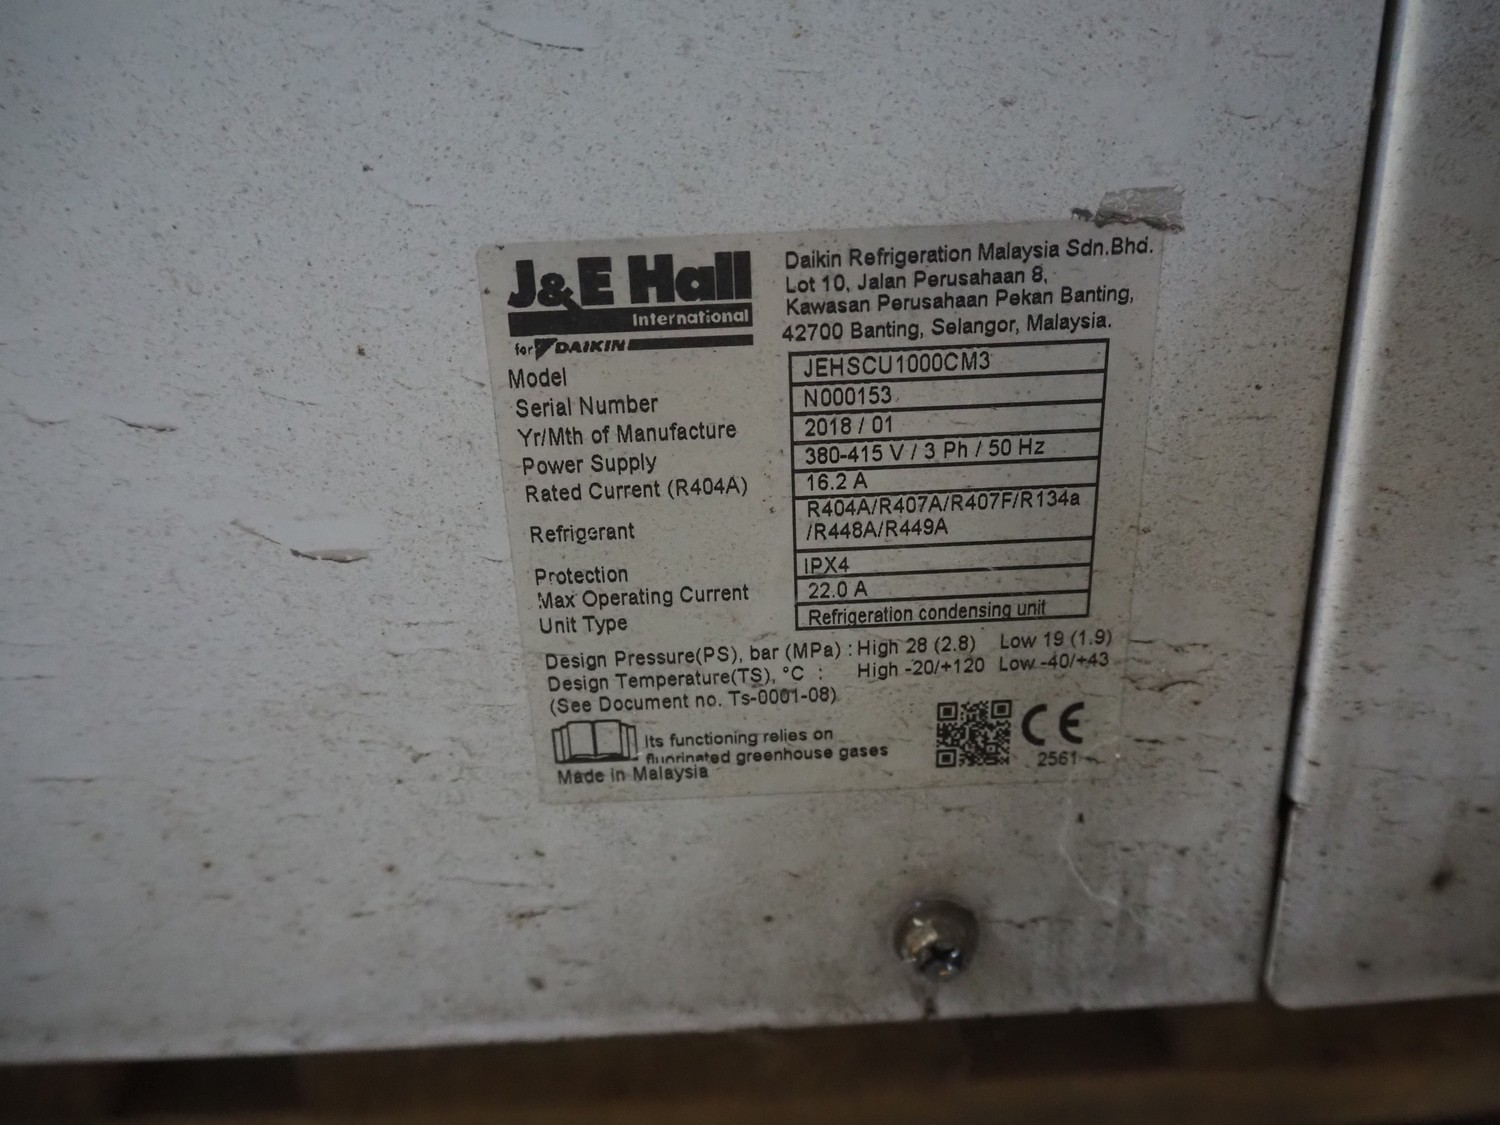 J&E Hall
International
for DAIKIN
Daikin Refrigeration Malaysia Sdn.Bhd.
Lot 10, Jalan Perusahaan 8,
Kawasan Perusahaan Pekan Banting,
42700 Banting, Selangor, Malaysia.
Model JEHSCU1000CM3
Serial Number N000153
Yr/Mth of Manufacture 2018 / 01
Power Supply 380-415 V / 3 Ph / 50 Hz
Rated Current (R404A) 16.2 A
Refrigerant R404A/R407A/R407F/R134a
/R448A/R449A
Protection IPX4
Max Operating Current 22.0 A
Unit Type Refrigeration condensing unit
Design Pressure(PS), bar (MPa) : High 28 (2.8) Low 19 (1.9)
Design Temperature(TS), °C : High -20/+120 Low -40/+43
(See Document no. Ts-0001-08)
Its functioning relies on
fluorinated greenhouse gases
Made in Malaysia
CE
2561